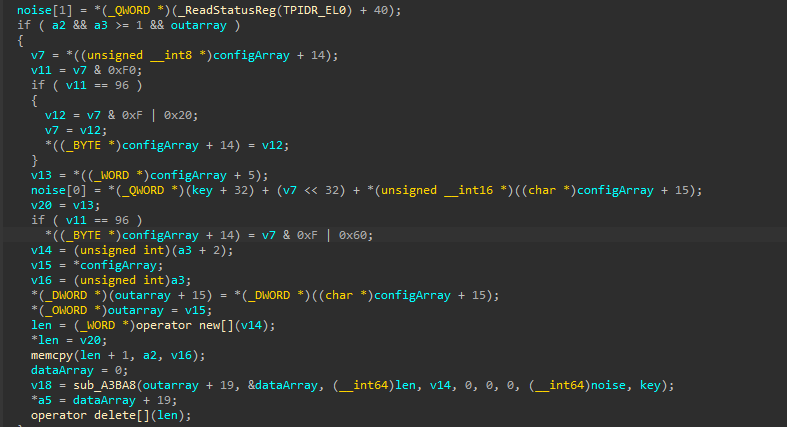 noise[1] = *(_QWORD *)(_ReadStatusReg(TPIDR_EL0) + 40);
if ( a2 && a3 >= 1 && outarray )
{
v7 = *((unsigned __int8 *)configArray + 14);
v11 = v7 & 0xF0;
if ( v11 == 96 )
{
v12 = v7 & 0xF | 0x20;
v7 = v12;
*((_BYTE *)configArray + 14) = v12;
}
v13 = *((_WORD *)configArray + 5);
noise[0] = *(_QWORD *)(key + 32) + (v7 << 32) + *(unsigned __int16 *)((char *)configArray + 15);
v20 = v13;
if ( v11 == 96 )
*((_BYTE *)configArray + 14) = v7 & 0xF | 0x60;
v14 = (unsigned int)(a3 + 2);
v15 = *configArray;
v16 = (unsigned int)a3;
*(_DWORD *)(outarray + 15) = *(_DWORD *)((char *)configArray + 15);
*(_OWORD *)outarray = v15;
len = (_WORD *)operator new[](v14);
*len = v20;
memcpy(len + 1, a2, v16);
dataArray = 0;
v18 = sub_A3BA8(outarray + 19, &dataArray, (__int64)len, v14, 0, 0, 0, (__int64)noise, key);
*a5 = dataArray + 19;
operator delete[](len);